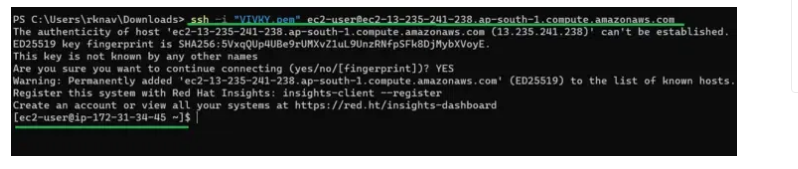 PS C:\Users\rknav\Downloads> ssh -i "VIVKY.pem" ec2-user@ec2-13-235-241-238.ap-south-1.compute.amazonaws.com
The authenticity of host 'ec2-13-235-241-238.ap-south-1.compute.amazonaws.com (13.235.241.238)' can't be established.
ED25519 key fingerprint is SHA256:5VxqQUp4UBe9rUMXvZ1uL9UnzRNfpSFk8DjMybXVoyE.
This key is not known by any other names
Are you sure you want to continue connecting (yes/no/[fingerprint])? YES
Warning: Permanently added 'ec2-13-235-241-238.ap-south-1.compute.amazonaws.com' (ED25519) to the list of known hosts.
Register this system with Red Hat Insights: insights-client --register
Create an account or view all your systems at https://red.ht/insights-dashboard
[ec2-user@ip-172-31-34-45 ~]$